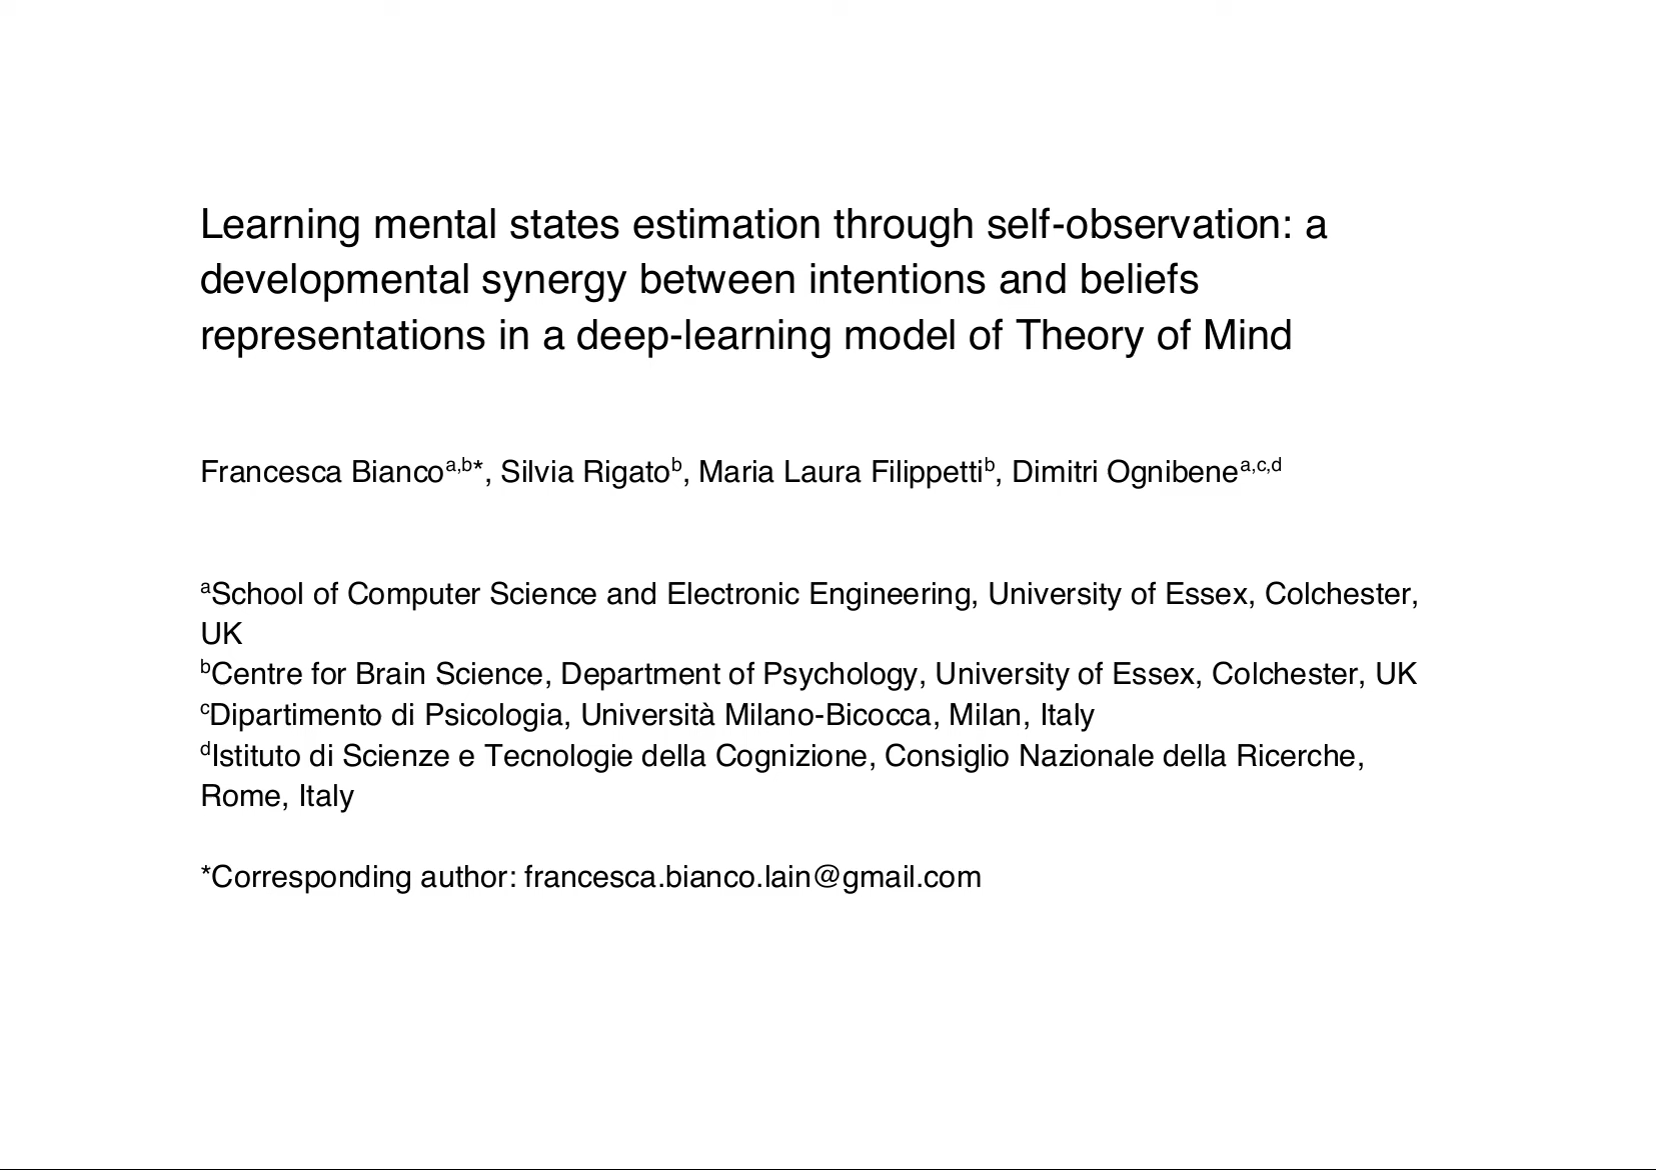 Learning mental states estimation through self-observation: a
developmental synergy between intentions and beliefs
representations in a deep-learning model of Theory of Mind
Francesca Biancoa,b*, Silvia Rigatob, Maria Laura Filippettib, Dimitri Ognibenea,c,d
aSchool of Computer Science and Electronic Engineering, University of Essex, Colchester,
UK
bCentre for Brain Science, Department of Psychology, University of Essex, Colchester, UK
cDipartimento di Psicologia, Università Milano-Bicocca, Milan, Italy
dIstituto di Scienze e Tecnologie della Cognizione, Consiglio Nazionale della Ricerche,
Rome, Italy
*Corresponding author: francesca.bianco.lain@gmail.com